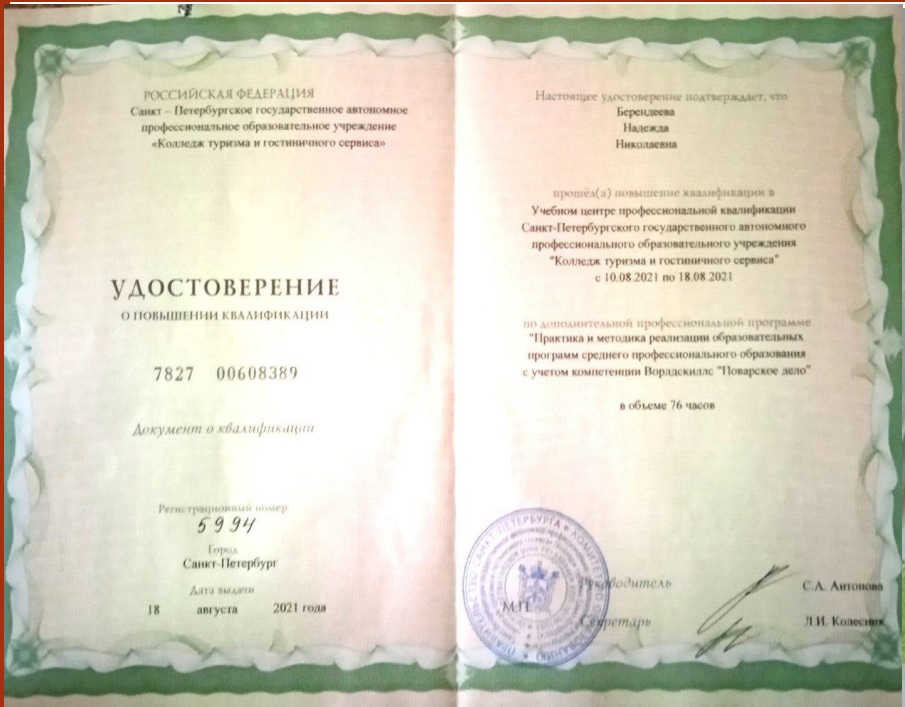 РОССИЙСКАЯ ФЕДЕРАЦИЯ
Санкт – Петербургское государственное автономное
профессиональное образовательное учреждение
«Колледж туризма и гостиничного сервиса»
УДОСТОВЕРЕНИЕ
О ПОВЫШЕНИИ КВАЛИФИКАЦИИ
7827 00608389
Документ о квалификации
Регистрационный номер
5994
Город
Санкт-Петербург
Дата выдачи
18 августа 2021 года
Настоящее удостоверение подтверждает, что
Берендеева
Надежда
Николаевна
прошёл(а) повышение квалификации в
Учебном центре профессиональной квалификации
Санкт-Петербургского государственного автономного
профессионального образовательного учреждения
"Колледж туризма и гостиничного сервиса"
с 10.08.2021 по 18.08.2021
по дополнительной профессиональной программе
"Практика и методика реализации образовательных
программ среднего профессионального образования
с учетом компетенции Ворлдскиллс "Поварское дело"
в объеме 76 часов
Руководитель С.А. Антонова
М.П.
Секретарь Л.И. Колесник